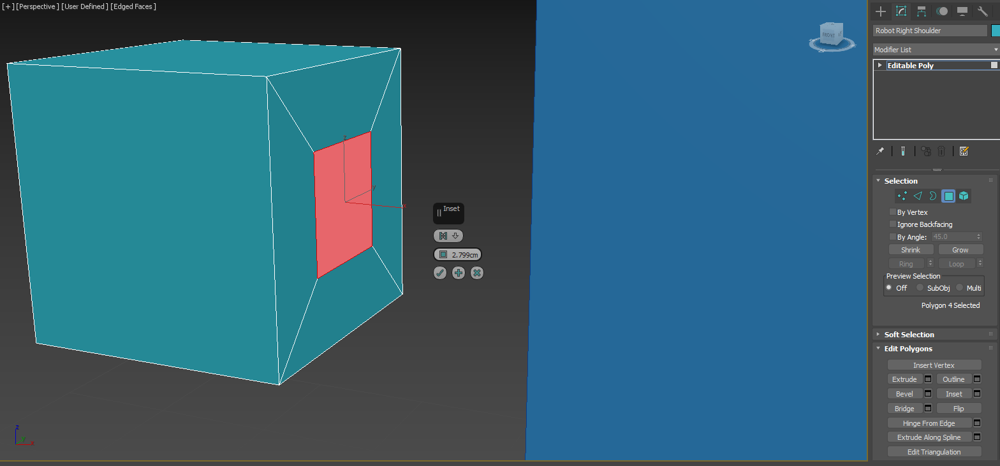 [+] [Perspective] [User Defined] [Edged Faces]
FRONT
Robot Right Shoulder
Modifier List
Editable Poly
z
y
x
Inset
2.799cm
Selection
By Vertex
Ignore Backfacing
By Angle: 45.0
Shrink Grow
Ring Loop
Preview Selection
Off SubObj Multi
Polygon 4 Selected
Soft Selection
Edit Polygons
Insert Vertex
Extrude Outline
Bevel Inset
Bridge Flip
Hinge From Edge
Extrude Along Spline
Edit Triangulation
z
y
x